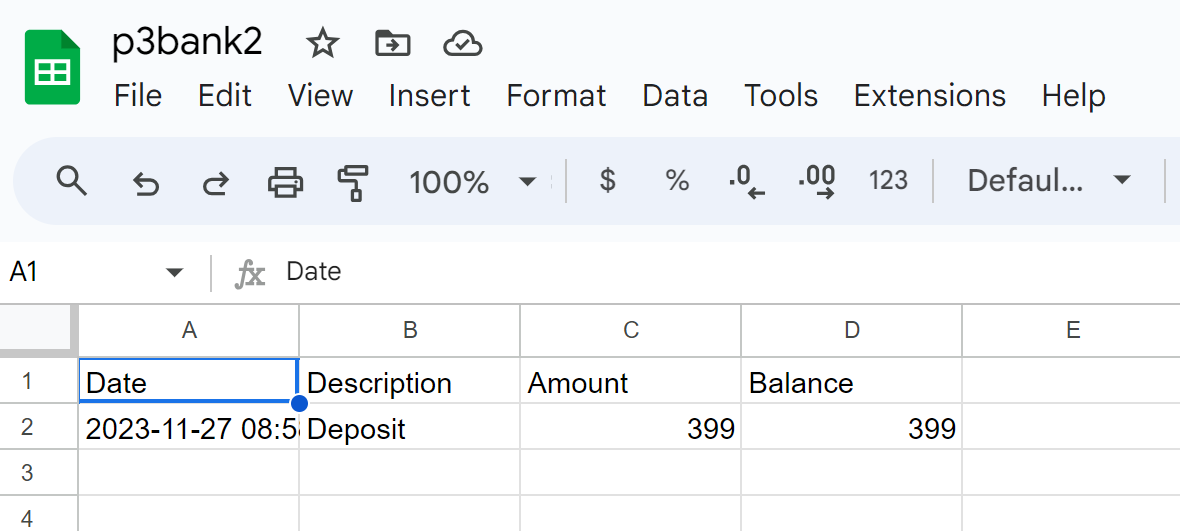 p3bank2
File Edit View Insert Format Data Tools Extensions Help
100% $ % .0 .00 123 Defaul...
A1 fx Date
A B C D E
1 Date Description Amount Balance
2 2023-11-27 08:5 Deposit 399 399
3
4